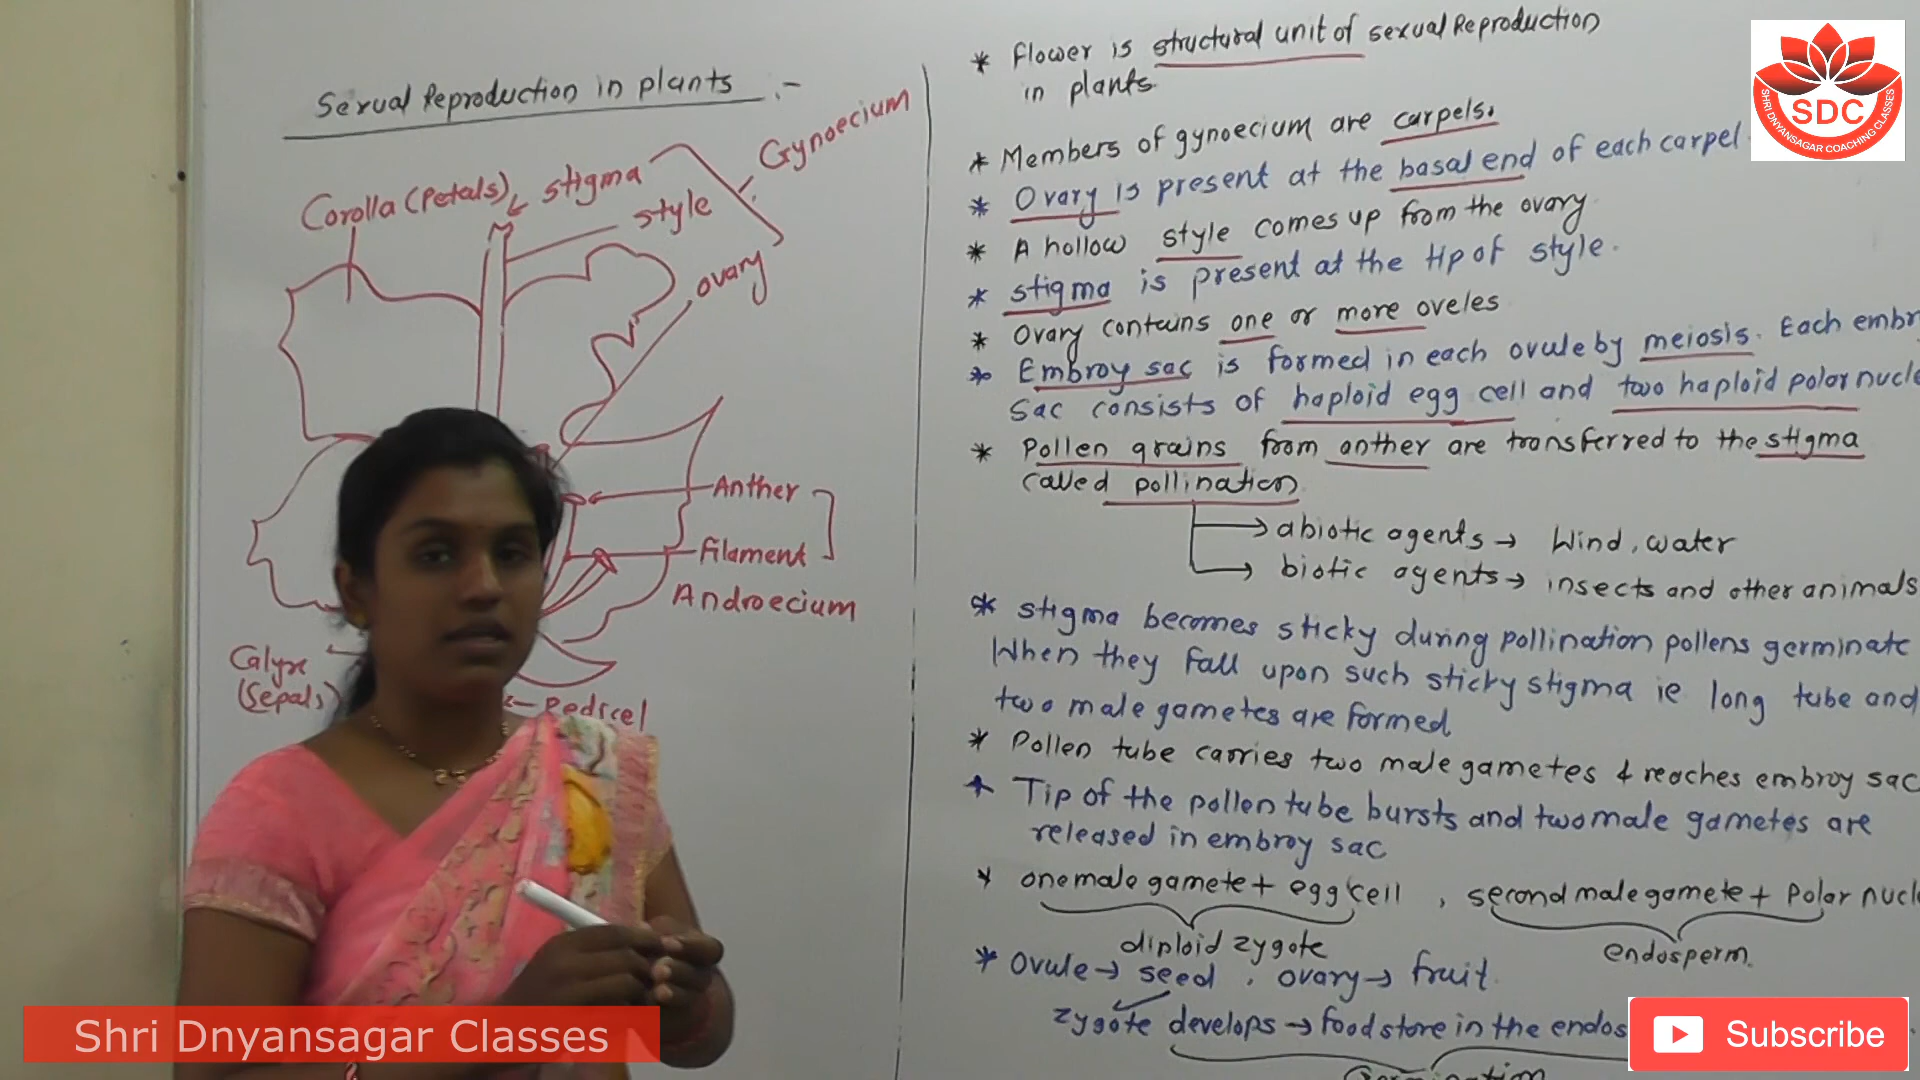 Sexual Reproduction in plants :-
Corolla (Petals)
stigma
Gynoecium
style
ovary
Anther
Filament
Androecium
Calyx
(Sepals)
Pedicel
* flower is structural unit of sexual Reproduction
in plants.
* Members of gynoecium are carpels.
* Ovary is present at the basal end of each carpel.
* A hollow style comes up from the ovary
* stigma is present at the tip of style.
* Ovary contains one or more oveles
* Embroy sac is formed in each ovule by meiosis. Each embr
Sac consists of haploid egg cell and two haploid polar nucle
* Pollen grains from anther are transferred to the stigma
called pollination
→ abiotic agents → Wind, water
→ biotic agents → insects and other animals
* stigma becomes sticky during pollination pollens germinate
When they fall upon such sticky stigma ie long tube and
two male gametes are formed
* Pollen tube carries two male gametes & reaches embroy sac
* Tip of the pollen tube bursts and two male gametes are
released in embroy sac
* one male gamete + egg cell , second male gamete + Polar nucle
diploid zygote endosperm.
* Ovule → seed , ovary → fruit.
zygote develops → food store in the endos
Germination
SHRI DNYANSAGAR COACHING CLASSES
SDC
Shri Dnyansagar Classes
Subscribe